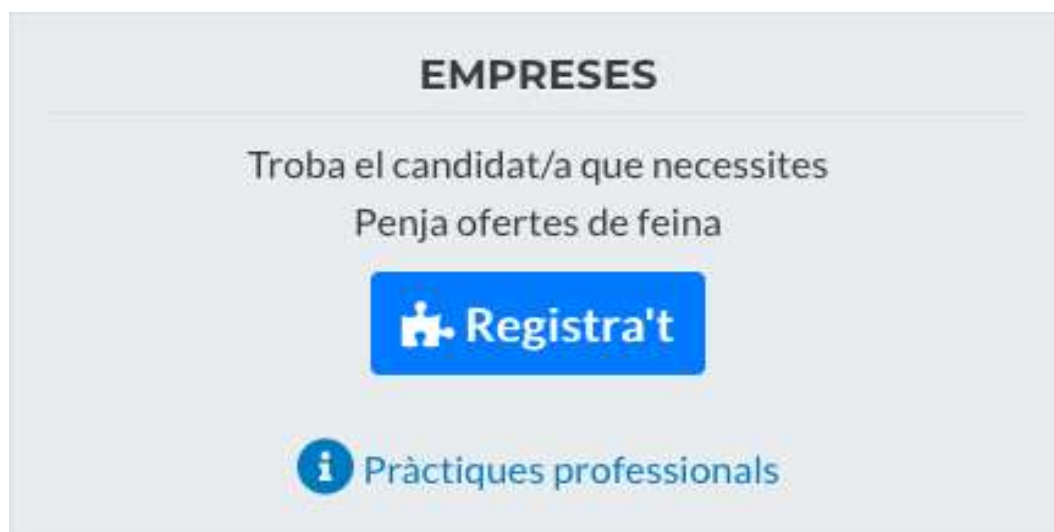 EMPRESES
Troba el candidat/a que necessites
Penja ofertes de feina
Registra't
Pràctiques professionals